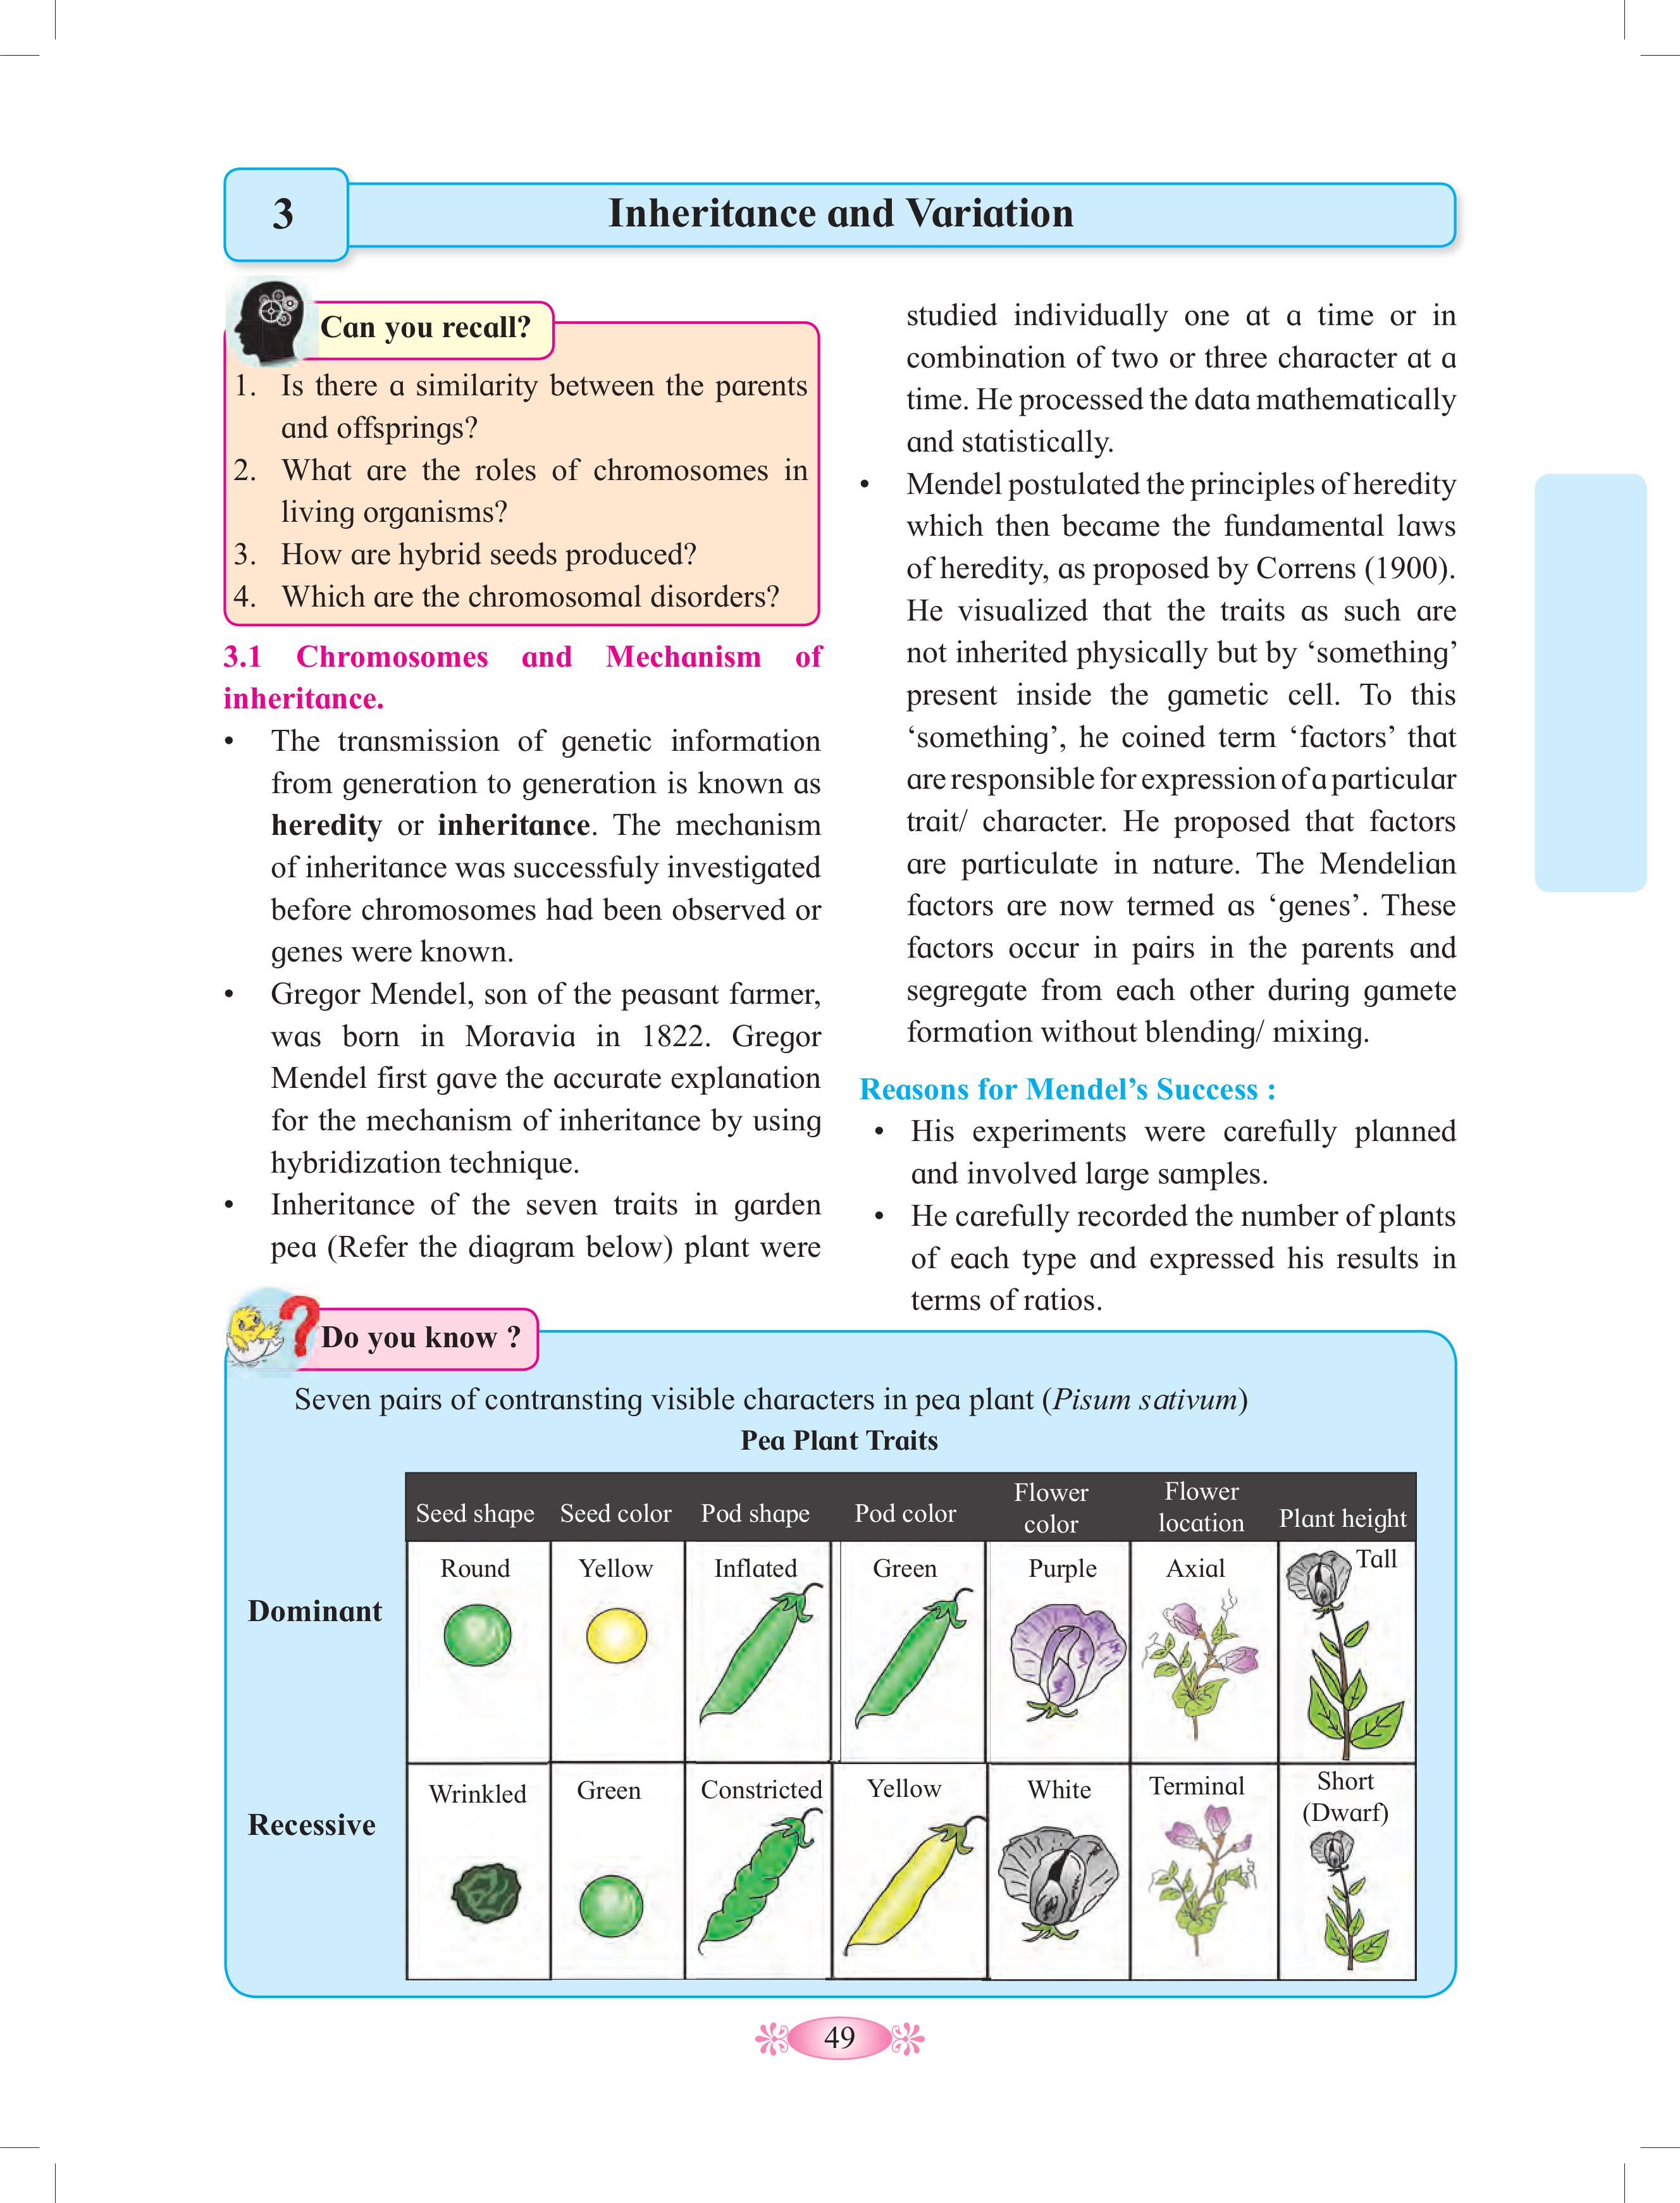 3
Inheritance and Variation
Can you recall?
1. Is there a similarity between the parents
and offsprings?
2. What are the roles of chromosomes in
living organisms?
3. How are hybrid seeds produced?
4. Which are the chromosomal disorders?
3.1 Chromosomes and Mechanism of
inheritance.
• The transmission of genetic information
from generation to generation is known as
heredity or inheritance. The mechanism
of inheritance was successfuly investigated
before chromosomes had been observed or
genes were known.
• Gregor Mendel, son of the peasant farmer,
was born in Moravia in 1822. Gregor
Mendel first gave the accurate explanation
for the mechanism of inheritance by using
hybridization technique.
• Inheritance of the seven traits in garden
pea (Refer the diagram below) plant were
studied individually one at a time or in
combination of two or three character at a
time. He processed the data mathematically
and statistically.
• Mendel postulated the principles of heredity
which then became the fundamental laws
of heredity, as proposed by Correns (1900).
He visualized that the traits as such are
not inherited physically but by ‘something’
present inside the gametic cell. To this
‘something’, he coined term ‘factors’ that
are responsible for expression of a particular
trait/ character. He proposed that factors
are particulate in nature. The Mendelian
factors are now termed as ‘genes’. These
factors occur in pairs in the parents and
segregate from each other during gamete
formation without blending/ mixing.
Reasons for Mendel’s Success :
• His experiments were carefully planned
and involved large samples.
• He carefully recorded the number of plants
of each type and expressed his results in
terms of ratios.
Do you know ?
Seven pairs of contransting visible characters in pea plant (Pisum sativum)
Pea Plant Traits
Seed shape Seed color Pod shape Pod color Flower color Flower location Plant height
Dominant
Round Yellow Inflated Green Purple Axial Tall
Recessive
Wrinkled Green Constricted Yellow White Terminal Short
(Dwarf)
49